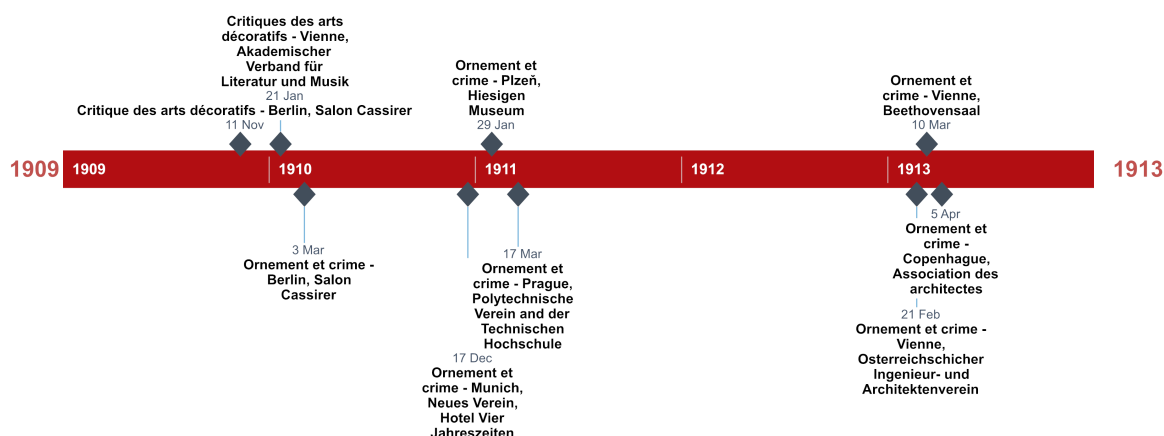 Critiques des arts
décoratifs - Vienne,
Akademischer
Verband für
Literatur und Musik
21 Jan
Critique des arts décoratifs - Berlin, Salon Cassirer
11 Nov
Ornement et
crime - Plzeň,
Hiesigen
Museum
29 Jan
Ornement et
crime - Vienne,
Beethovensaal
10 Mar
1909
1909
1910
1911
1912
1913
1913
3 Mar
Ornement et crime -
Berlin, Salon
Cassirer
17 Mar
Ornement et
crime - Prague,
Polytechnische
Verein and der
Technischen
Hochschule
17 Dec
Ornement et
crime - Munich,
Neues Verein,
Hotel Vier
Jahreszeiten
5 Apr
Ornement et
crime -
Copenhague,
Association des
architectes
21 Feb
Ornement et crime -
Vienne,
Osterreichschicher
Ingenieur- und
Architektenverein